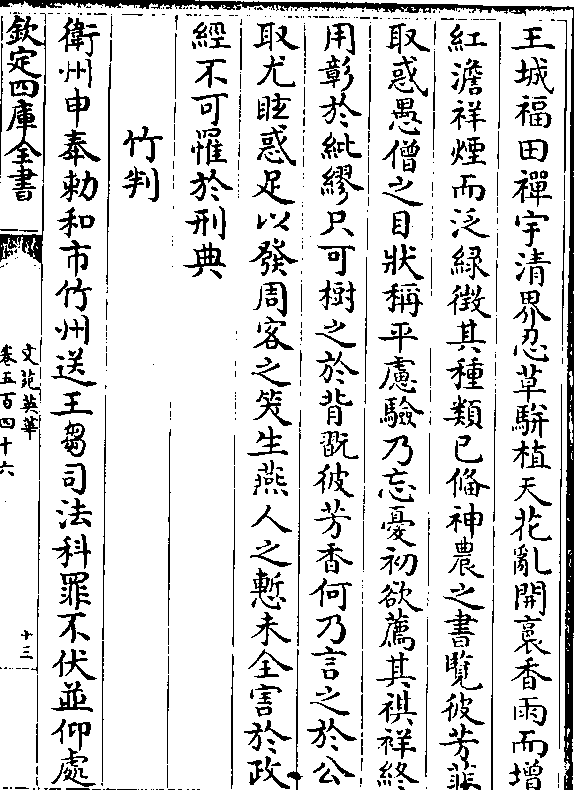 王城福田禪宇清界忍草駢植天花亂開裛香雨而增
紅澹祥煙而泛緑徴其種類已備神農之書覽彼芳菲
取惑愚僧之目狀稱平慮驗乃忘憂初欲薦其祺祥終
用彰於紕繆只可樹之於背翫彼芳香何乃言之於公
取尤眩惑足以發周客之笑生燕人之慙未全害於政
經不可罹於刑典
竹判
衛州申奉勅和市竹州送王芻司法科罪不伏並仰處
欽定四庫全書
文苑英華
卷五百四十六
十三